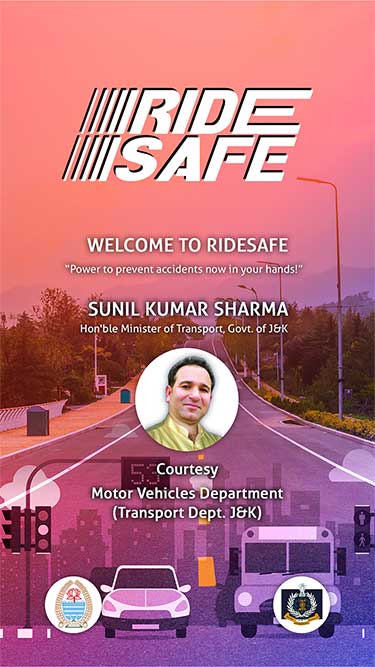 RIDE
SAFE
WELCOME TO RIDESAFE
“Power to prevent accidents now in your hands!”
SUNIL KUMAR SHARMA
Hon'ble Minister of Transport, Govt. of J&K
Courtesy
Motor Vehicles Department
(Transport Dept. J&K)
53